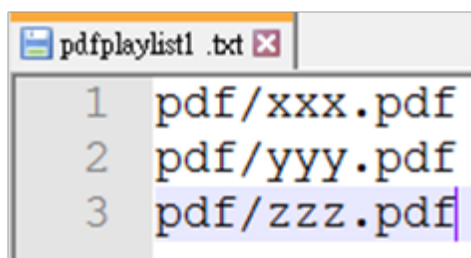 pdfplaylist1 .txt
1 pdf/xxx.pdf
2 pdf/yyy.pdf
3 pdf/zzz.pdf